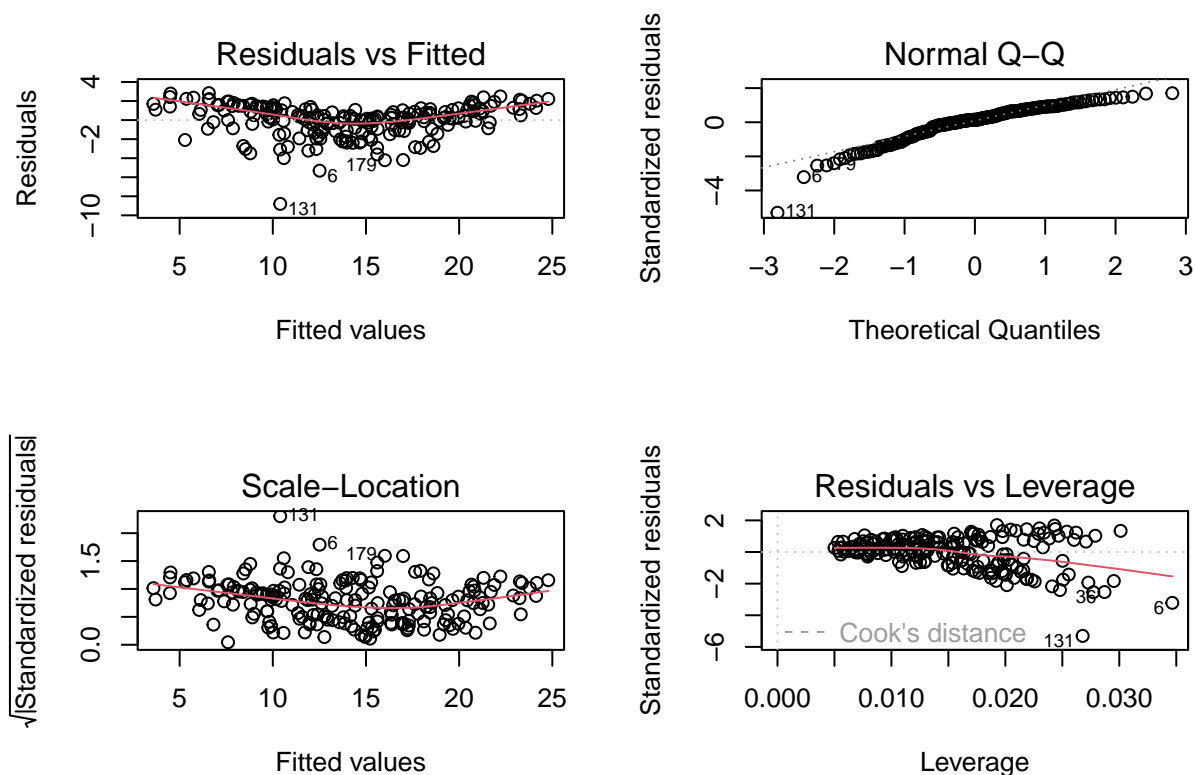 Residuals vs Fitted
Residuals
4
−2
−10
179
6
131
5 10 15 20 25
Fitted values
Normal Q−Q
Standardized residuals
0
−4
6
131
−3 −2 −1 0 1 2 3
Theoretical Quantiles
Scale−Location
√|Standardized residuals|
1.5
0.0
131
6
179
5 10 15 20 25
Fitted values
Residuals vs Leverage
Standardized residuals
2
−2
−6
36
6
131
Cook's distance
0.000 0.010 0.020 0.030
Leverage